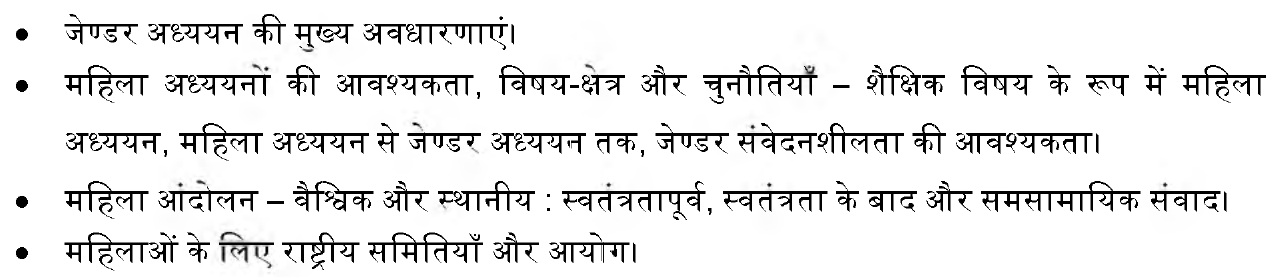 • जेण्डर अध्ययन की मुख्य अवधारणाएं।
• महिला अध्ययनों की आवश्यकता, विषय-क्षेत्र और चुनौतियाँ – शैक्षिक विषय के रूप में महिला
अध्ययन, महिला अध्ययन से जेण्डर अध्ययन तक, जेण्डर संवेदनशीलता की आवश्यकता।
• महिला आंदोलन – वैश्विक और स्थानीय : स्वतंत्रतापूर्व, स्वतंत्रता के बाद और समसामायिक संवाद।
• महिलाओं के लिए राष्ट्रीय समितियाँ और आयोग।